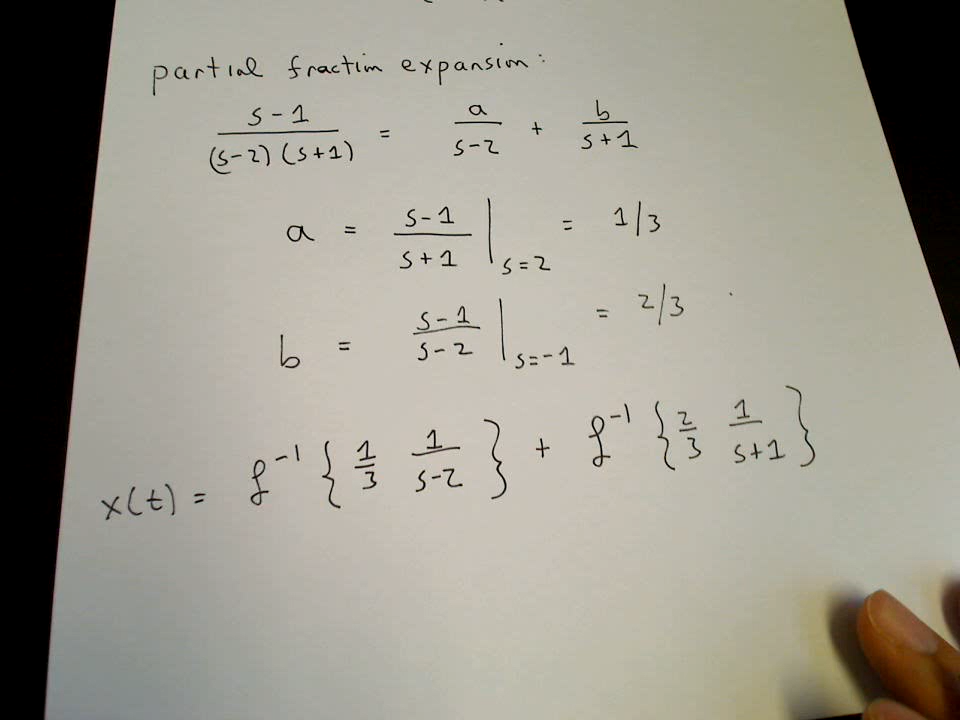 partial fraction expansion:
s-1 / (s-2)(s+1) = a / s-2 + b / s+1
a = s-1 / s+1 | s=2 = 1/3
b = s-1 / s-2 | s=-1 = 2/3
x(t) = ℒ⁻¹ { 1/3 1 / s-2 } + ℒ⁻¹ { 2/3 1 / s+1 }